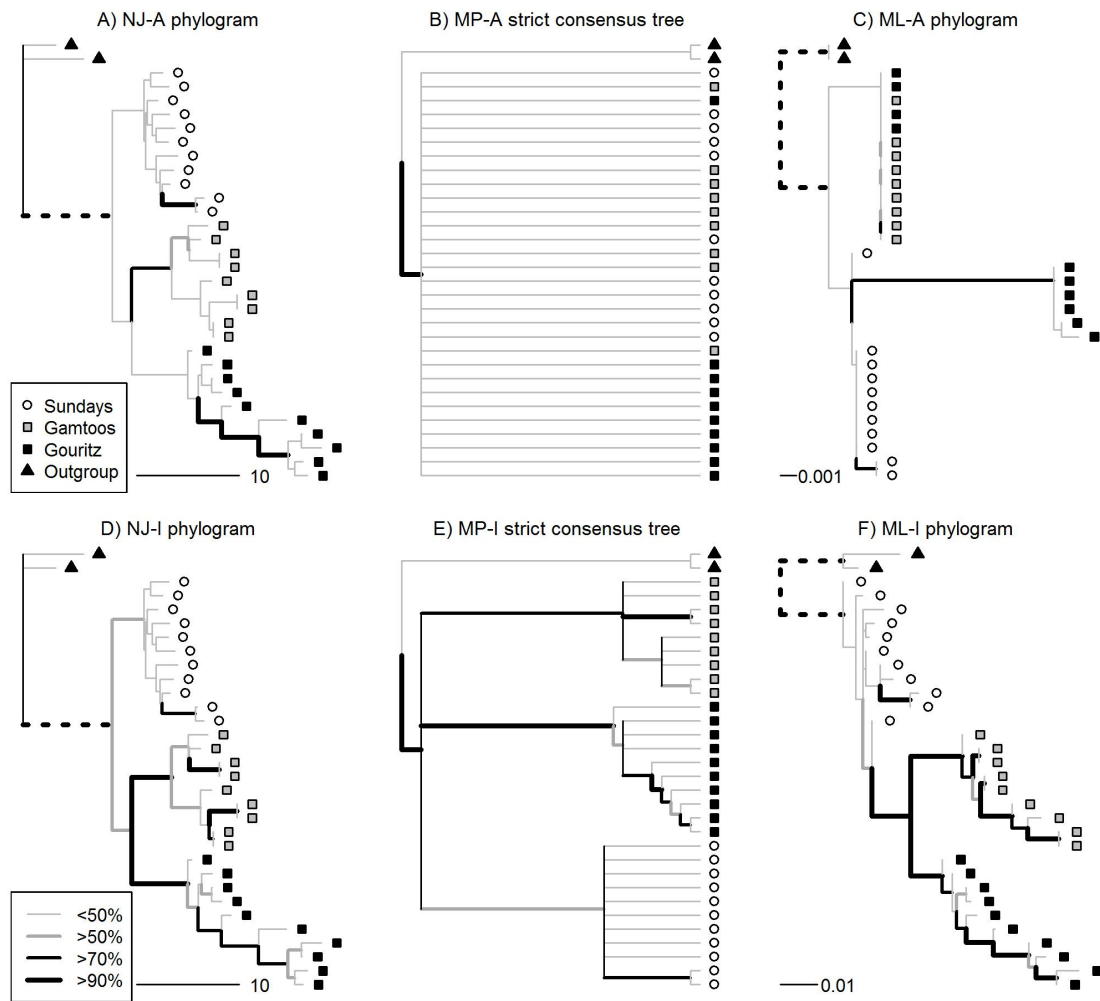 A) NJ-A phylogram
B) MP-A strict consensus tree
C) ML-A phylogram
Sundays
Gamtoos
Gouritz
Outgroup
10
0.001
D) NJ-I phylogram
E) MP-I strict consensus tree
F) ML-I phylogram
<50%
>50%
>70%
>90%
10
0.01